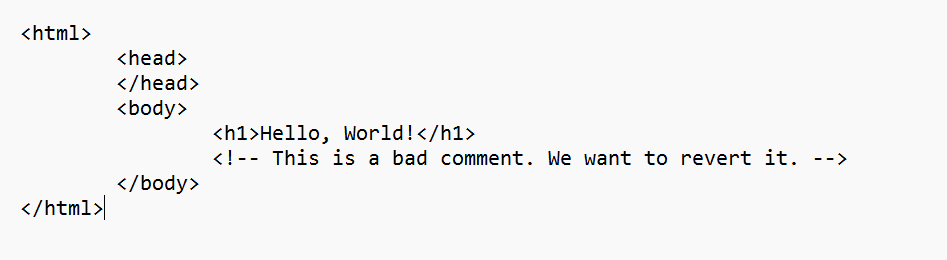 <html>
<head>
</head>
<body>
<h1>Hello, World!</h1>
<!-- This is a bad comment. We want to revert it. -->
</body>
</html>